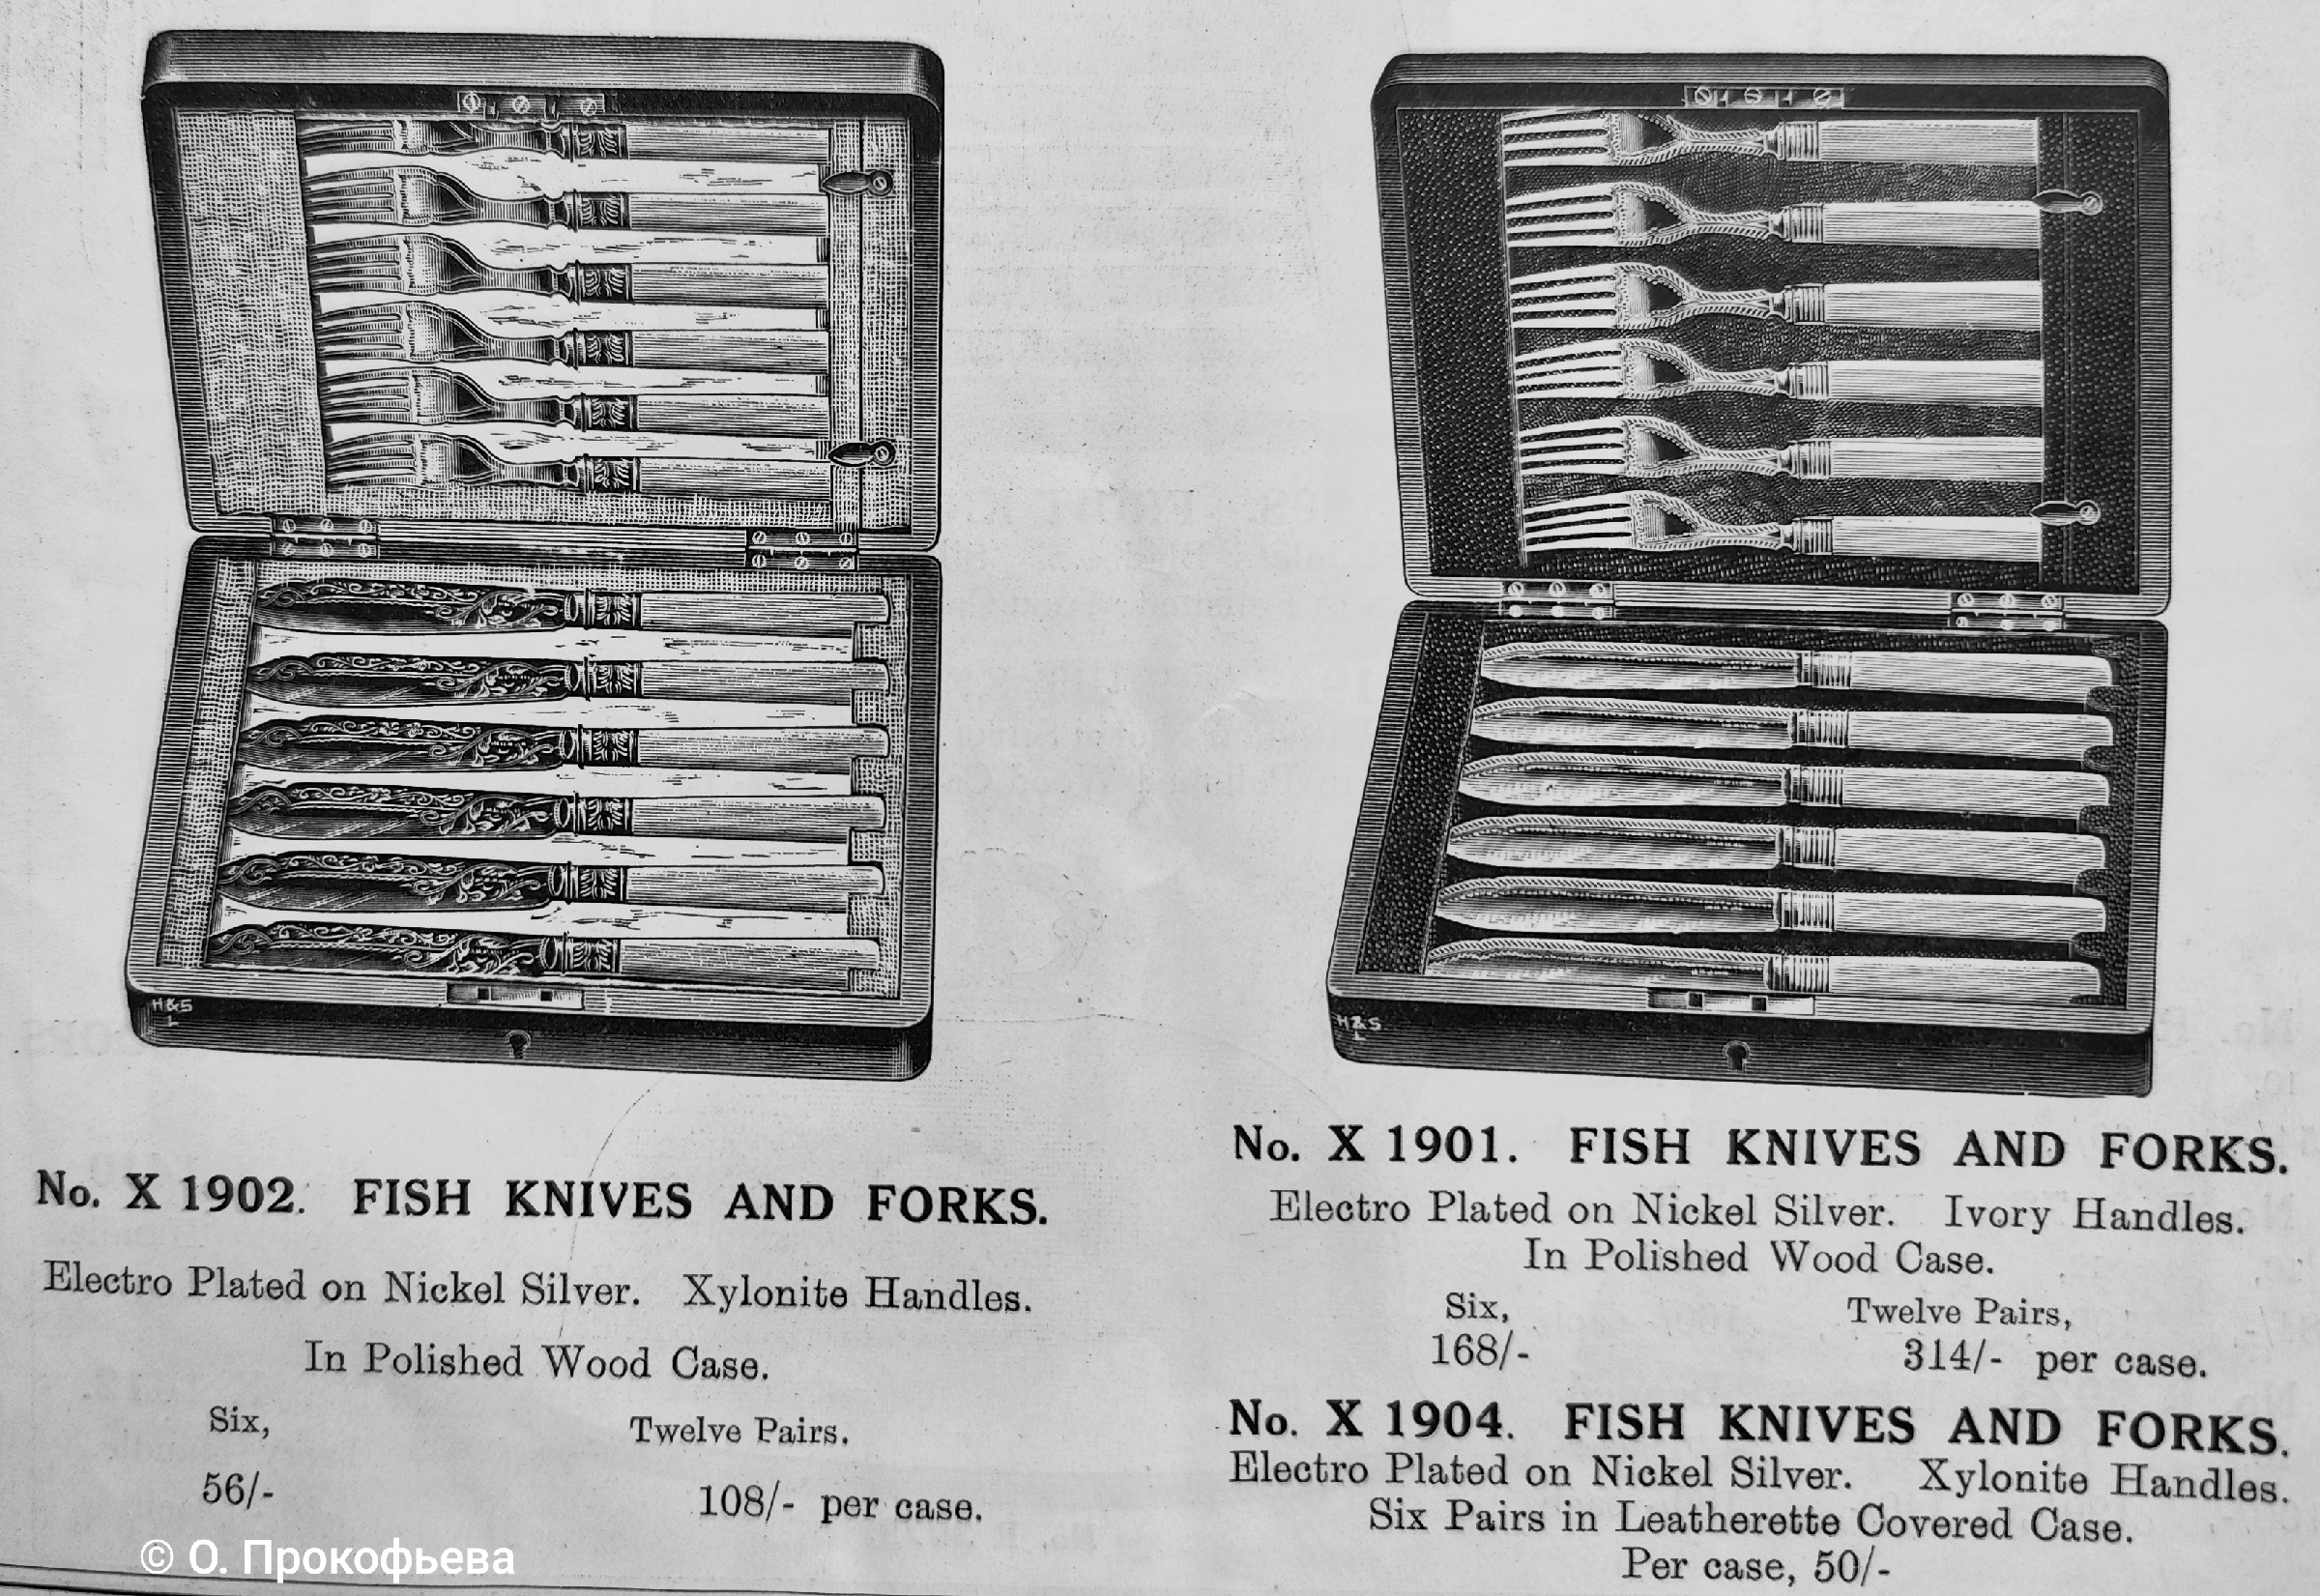 H&S
L
No. X 1902. FISH KNIVES AND FORKS.
Electro Plated on Nickel Silver. Xylonite Handles.
In Polished Wood Case.
Six, Twelve Pairs.
56/- 108/- per case.
© О. Прокофьева
H&S
L
No. X 1901. FISH KNIVES AND FORKS.
Electro Plated on Nickel Silver. Ivory Handles.
In Polished Wood Case.
Six, Twelve Pairs,
168/- 314/- per case.
No. X 1904. FISH KNIVES AND FORKS.
Electro Plated on Nickel Silver. Xylonite Handles.
Six Pairs in Leatherette Covered Case.
Per case, 50/-